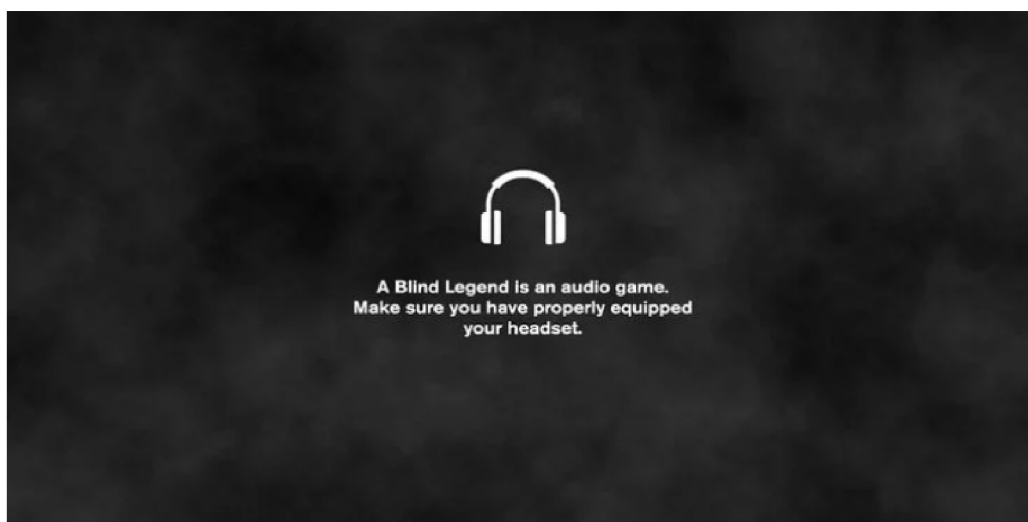 A Blind Legend is an audio game.
Make sure you have properly equipped
your headset.